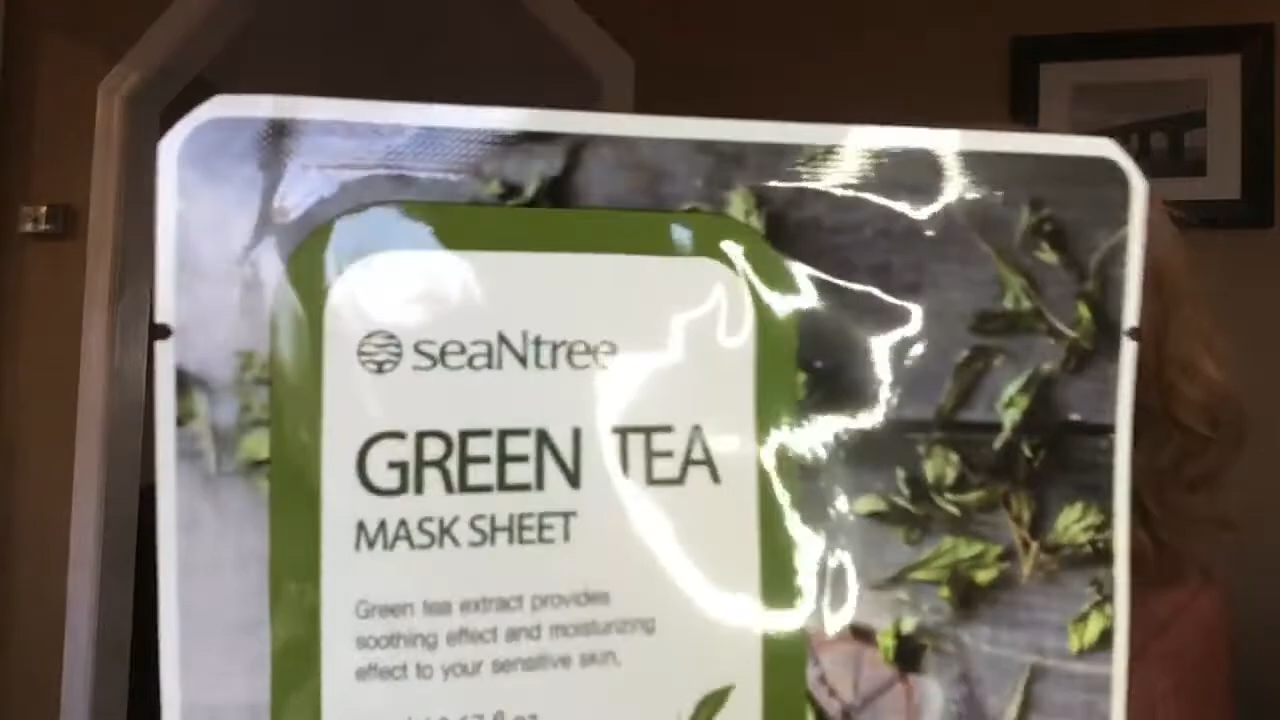 seaNtree
GREEN TEA
MASK SHEET
Green tea extract provides
soothing effect and moisturizing
effect to your sensitive skin.